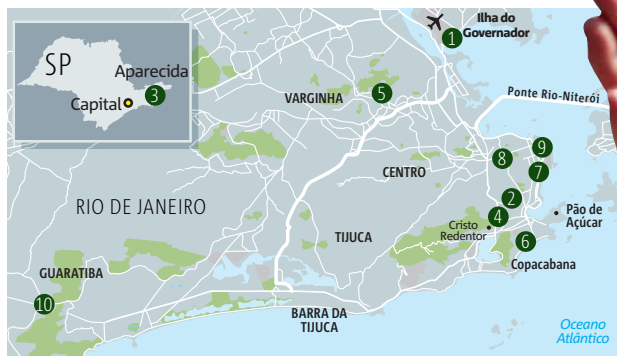 SP
Aparecida
3
Capital
Ilha do
Governador
1
VARGINHA
5
Ponte Rio-Niterói
9
8
CENTRO
7
2
RIO DE JANEIRO
4
Pão de
Açúcar
Cristo
Redentor
TIJUCA
6
Copacabana
GUARATIBA
10
BARRA DA
TIJUCA
Oceano
Atlântico